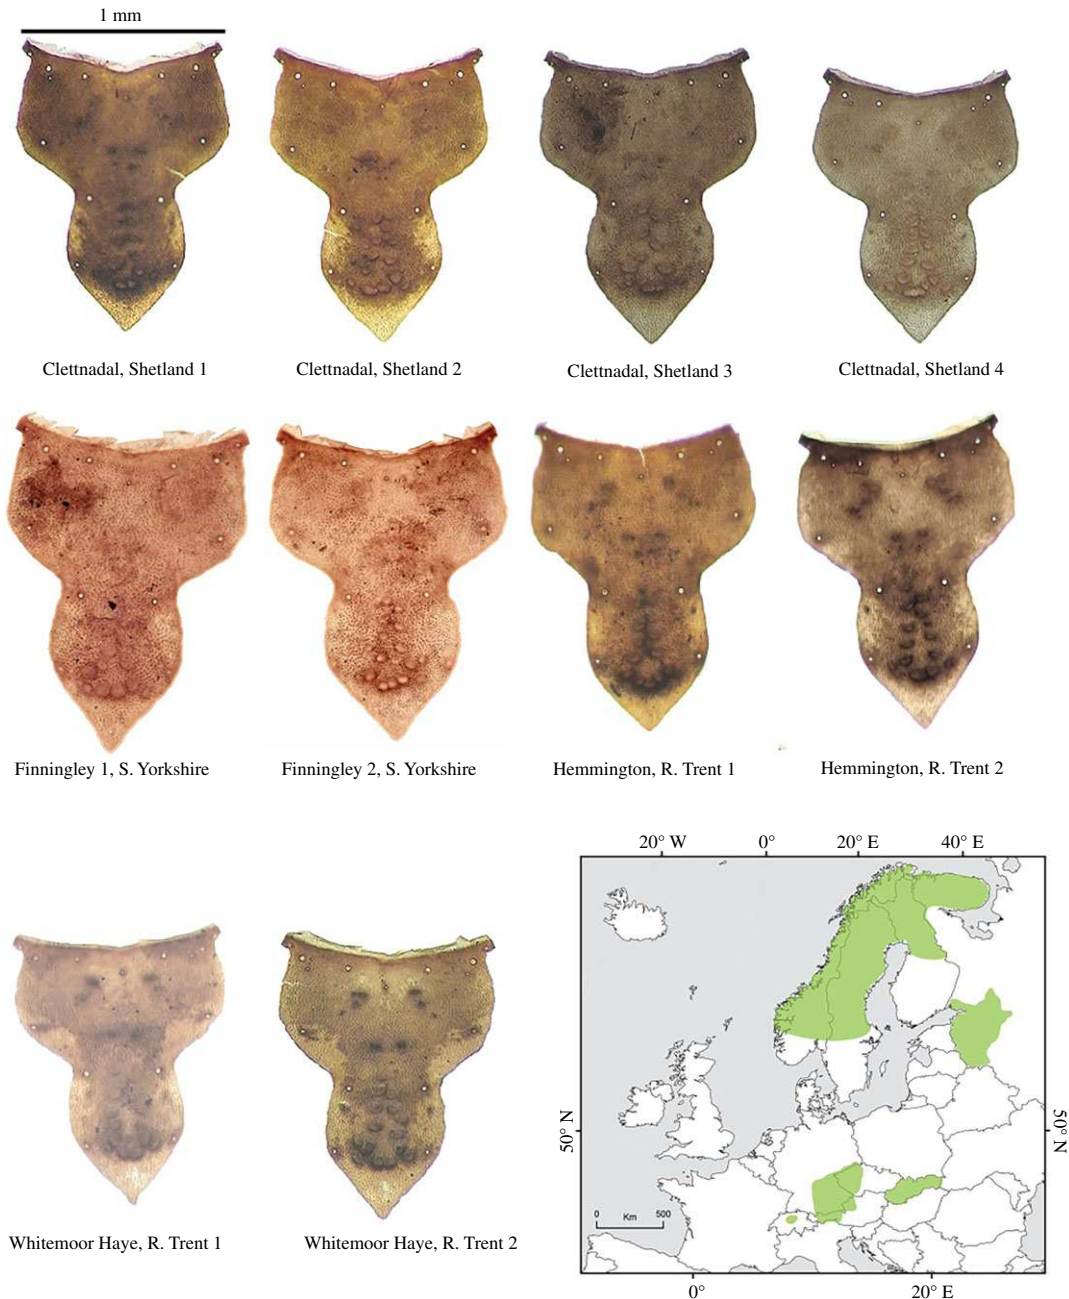 1 mm
Clettnadal, Shetland 1
Clettnadal, Shetland 2
Clettnadal, Shetland 3
Clettnadal, Shetland 4
Finningley 1, S. Yorkshire
Finningley 2, S. Yorkshire
Hemmington, R. Trent 1
Hemmington, R. Trent 2
Whitemoor Haye, R. Trent 1
Whitemoor Haye, R. Trent 2
20° W 0° 20° E 40° E
50° N
50° N
0 Km 500
0° 20° E